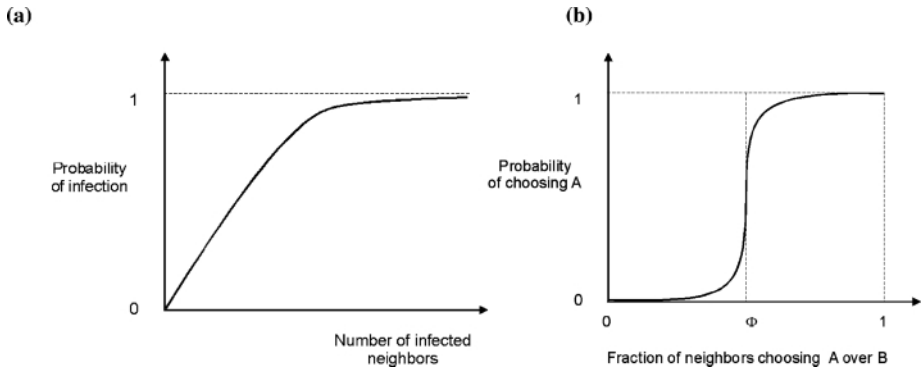 (a)
1
Probability
of infection
0
Number of infected
neighbors
(b)
1
Probability
of choosing A
0
0
Φ
1
Fraction of neighbors choosing A over B